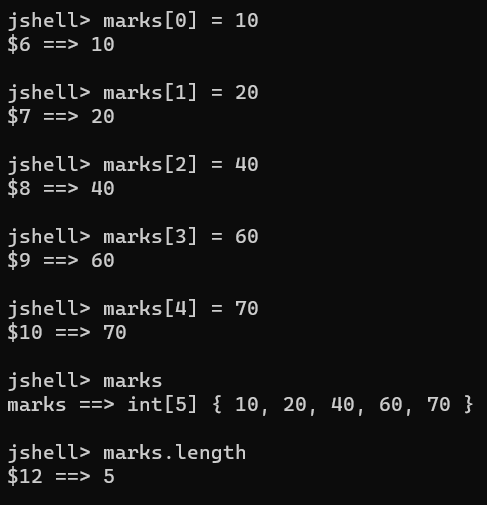 jshell> marks[0] = 10
$6 ==> 10
jshell> marks[1] = 20
$7 ==> 20
jshell> marks[2] = 40
$8 ==> 40
jshell> marks[3] = 60
$9 ==> 60
jshell> marks[4] = 70
$10 ==> 70
jshell> marks
marks ==> int[5] { 10, 20, 40, 60, 70 }
jshell> marks.length
$12 ==> 5